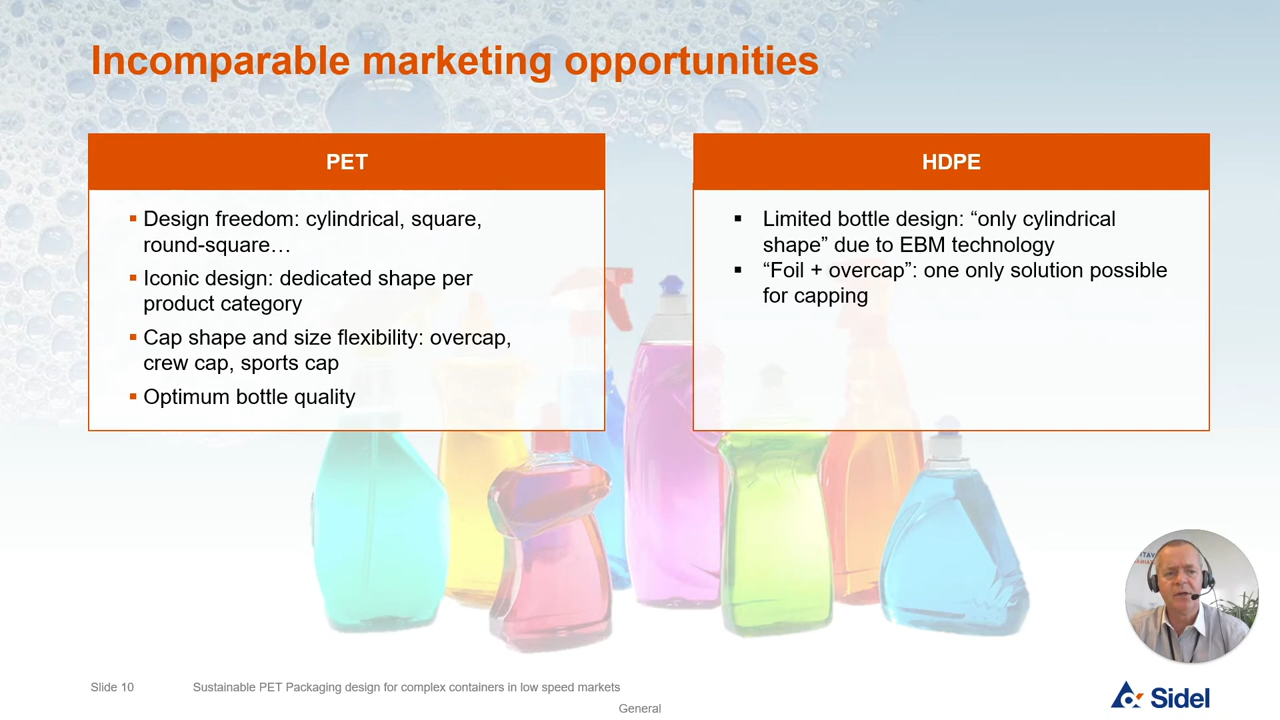 Incomparable marketing opportunities
PET
▪ Design freedom: cylindrical, square,
round-square…
▪ Iconic design: dedicated shape per
product category
▪ Cap shape and size flexibility: overcap,
crew cap, sports cap
▪ Optimum bottle quality
HDPE
▪ Limited bottle design: “only cylindrical
shape” due to EBM technology
▪ “Foil + overcap”: one only solution possible
for capping
Slide 10
Sustainable PET Packaging design for complex containers in low speed markets
General
Sidel